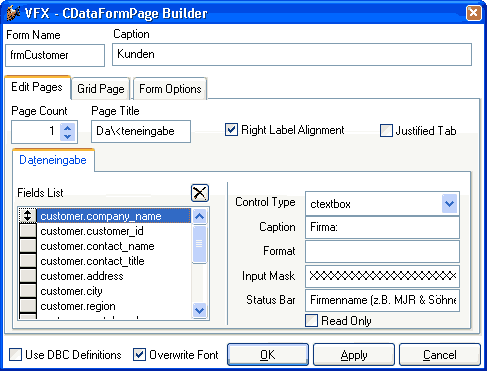 VFX - CDataFormPage Builder
Form Name Caption
frmCustomer Kunden
Edit Pages Grid Page Form Options
Page Count Page Title
1 Da\<teneingabe Right Label Alignment Justified Tab
Dateneingabe
Fields List
customer.company_name
customer.customer_id
customer.contact_name
customer.contact_title
customer.address
customer.city
customer.region
Control Type ctextbox
Caption Firma:
Format
Input Mask
Status Bar Firmenname (z.B. MJR & Söhne
Read Only
Use DBC Definitions Overwrite Font OK Apply Cancel